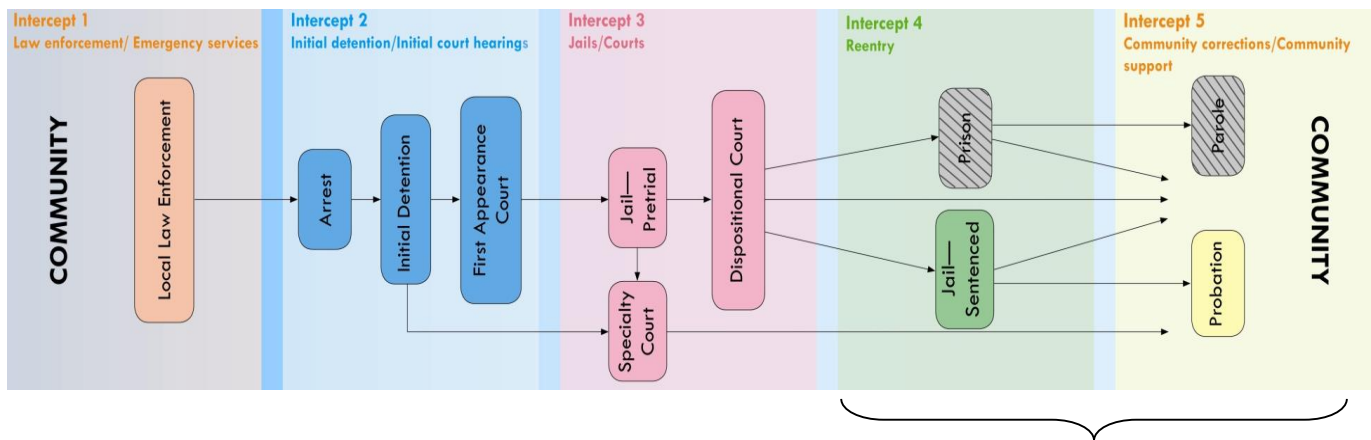 Intercept 1
Law enforcement/ Emergency services
Intercept 2
Initial detention/Initial court hearings
Intercept 3
Jails/Courts
Intercept 4
Reentry
Intercept 5
Community corrections/Community
support
COMMUNITY
Local Law Enforcement
Arrest
Initial Detention
First Appearance
Court
Jail—
Pretrial
Specialty
Court
Dispositional Court
Prison
Jail—
Sentenced
Parole
Probation
COMMUNITY